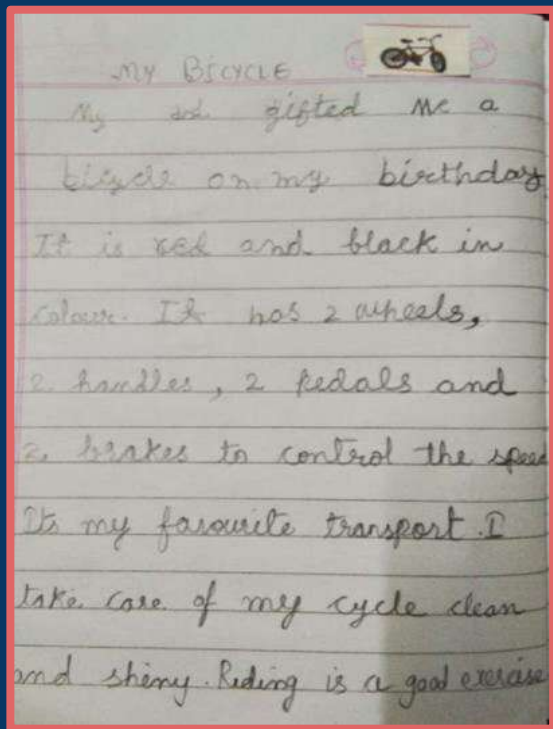 MY BICYCLE
My dad gifted me a
bicycle on my birthday
It is red and black in
colour. It has 2 wheels,
2 handles, 2 pedals and
2 brakes to control the speed
Its my favourite transport. I
take care of my cycle clean
and shiny. Riding is a good exercise